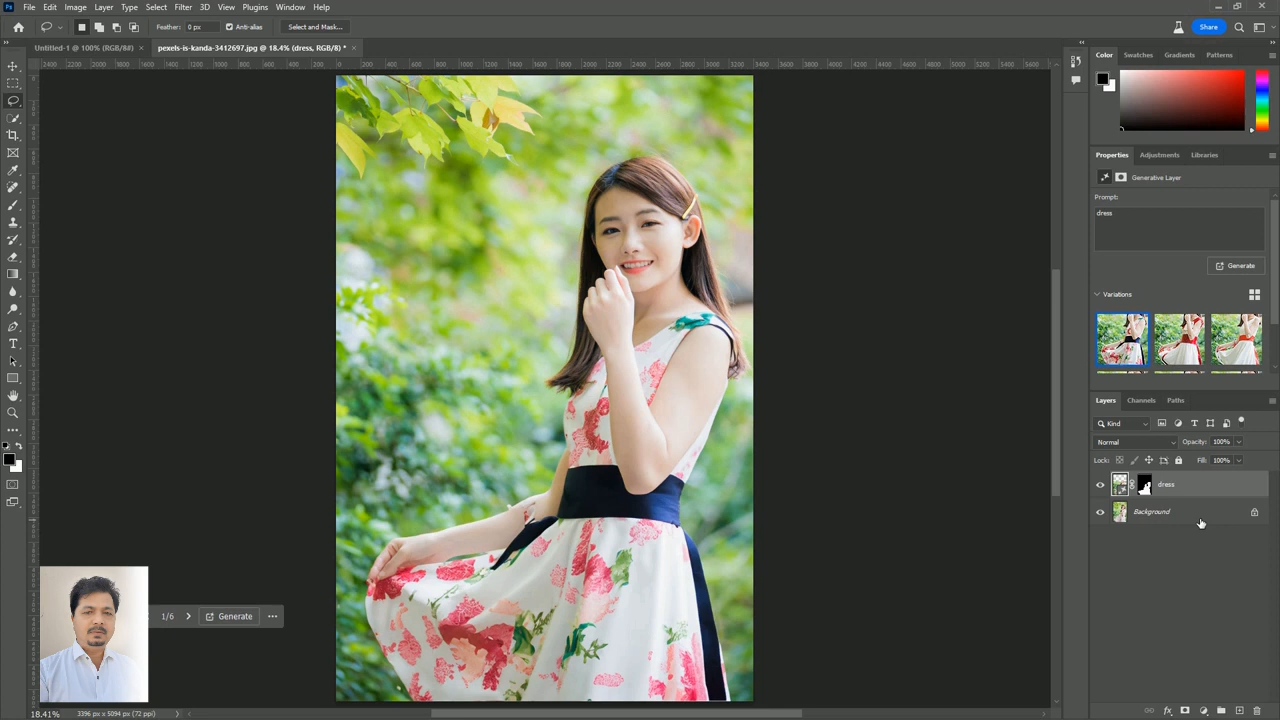 Ps File Edit Image Layer Type Select Filter 3D View Plugins Window Help
Feather: 0 px Anti-alias Select and Mask... Share
Untitled-1 @ 100% (RGB/8#) × pexels-is-kanda-3412697.jpg @ 18.4% (dress, RGB/8) * ×
Color Swatches Gradients Patterns
Properties Adjustments Libraries
Generative Layer
Prompt:
dress
Generate
Variations
Layers Channels Paths
Kind
Normal Opacity: 100%
Lock: Fill: 100%
dress
Background
1/6 Generate
18.41% 3396 px x 5094 px (72 ppi)